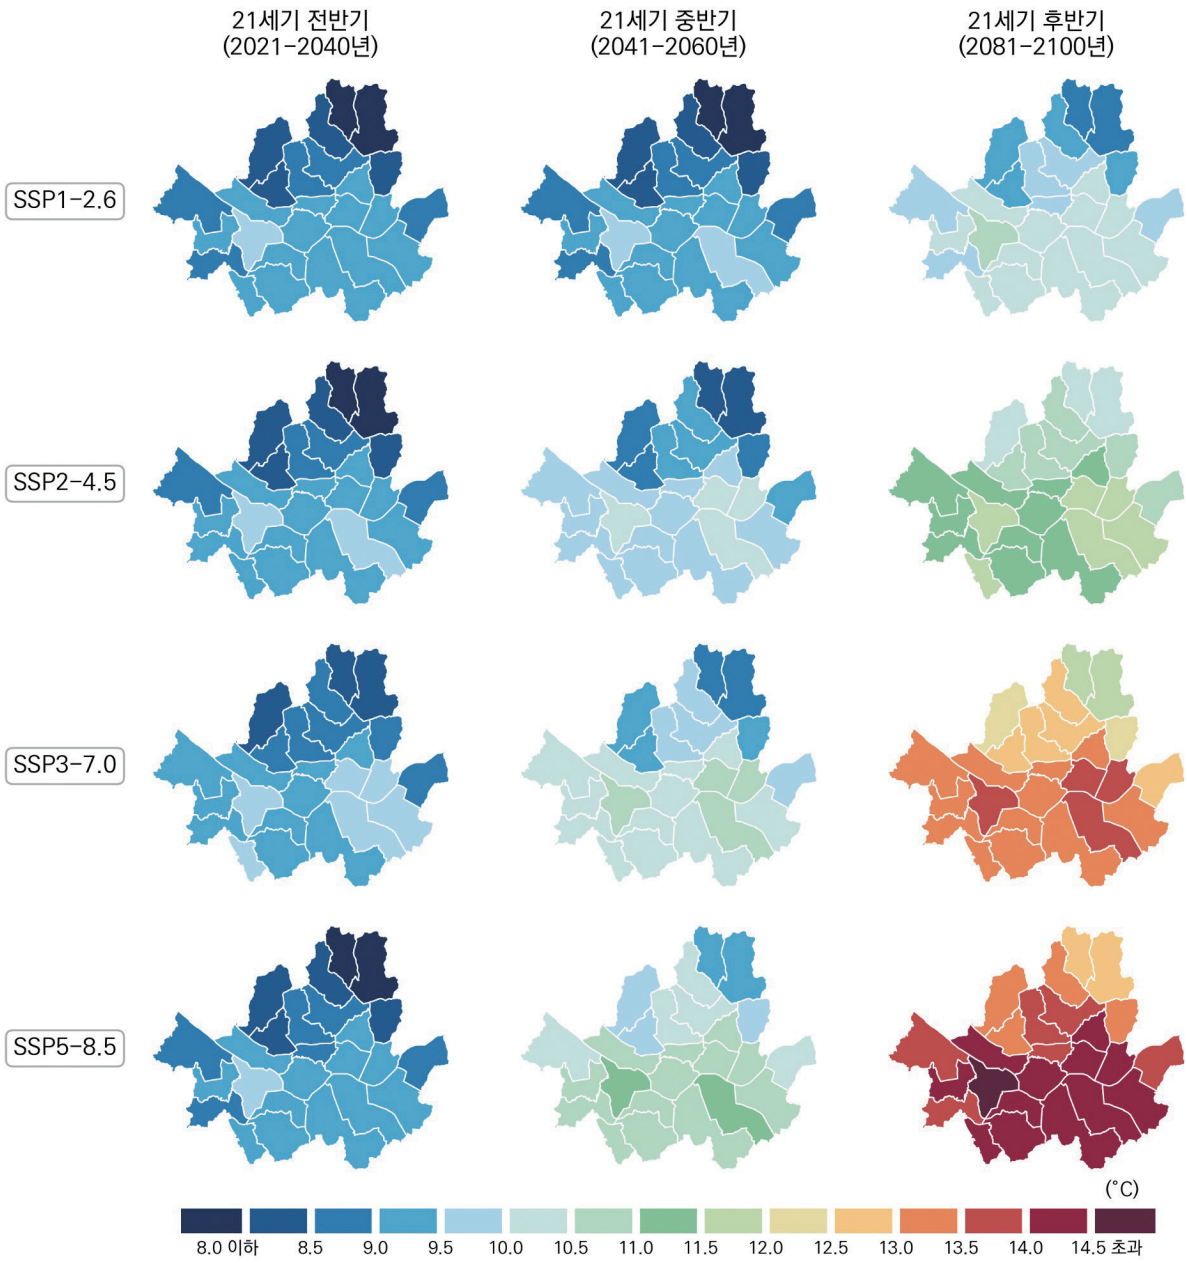 21세기 전반기
(2021-2040년)
21세기 중반기
(2041-2060년)
21세기 후반기
(2081-2100년)
SSP1-2.6
SSP2-4.5
SSP3-7.0
SSP5-8.5
(°C)
8.0 이하 8.5 9.0 9.5 10.0 10.5 11.0 11.5 12.0 12.5 13.0 13.5 14.0 14.5 초과